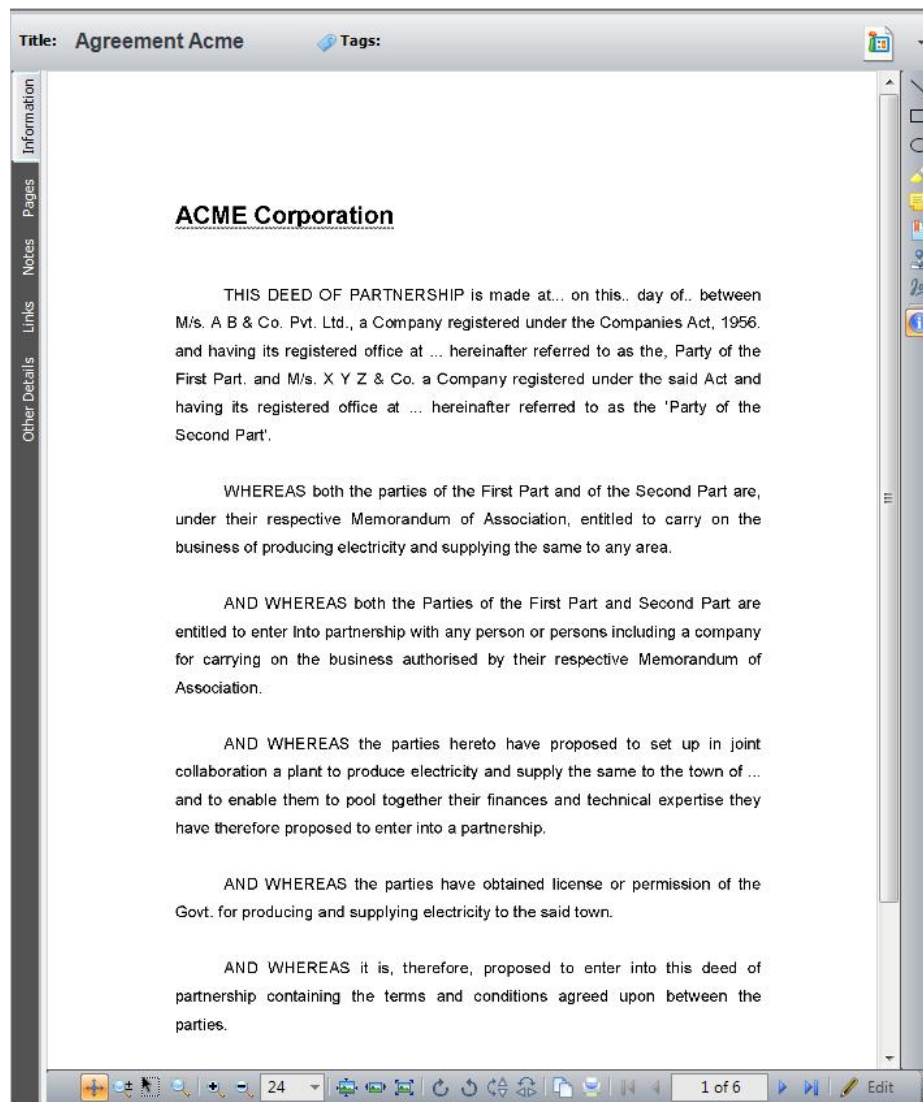 Title: Agreement Acme Tags:
Information
Pages
Notes
Links
Other Details
ACME Corporation
THIS DEED OF PARTNERSHIP is made at... on this.. day of.. between
M/s. A B & Co. Pvt. Ltd., a Company registered under the Companies Act, 1956.
and having its registered office at ... hereinafter referred to as the, Party of the
First Part. and M/s. X Y Z & Co. a Company registered under the said Act and
having its registered office at ... hereinafter referred to as the 'Party of the
Second Part'.
WHEREAS both the parties of the First Part and of the Second Part are,
under their respective Memorandum of Association, entitled to carry on the
business of producing electricity and supplying the same to any area.
AND WHEREAS both the Parties of the First Part and Second Part are
entitled to enter Into partnership with any person or persons including a company
for carrying on the business authorised by their respective Memorandum of
Association.
AND WHEREAS the parties hereto have proposed to set up in joint
collaboration a plant to produce electricity and supply the same to the town of ...
and to enable them to pool together their finances and technical expertise they
have therefore proposed to enter into a partnership.
AND WHEREAS the parties have obtained license or permission of the
Govt. for producing and supplying electricity to the said town.
AND WHEREAS it is, therefore, proposed to enter into this deed of
partnership containing the terms and conditions agreed upon between the
parties.
24 1 of 6 Edit